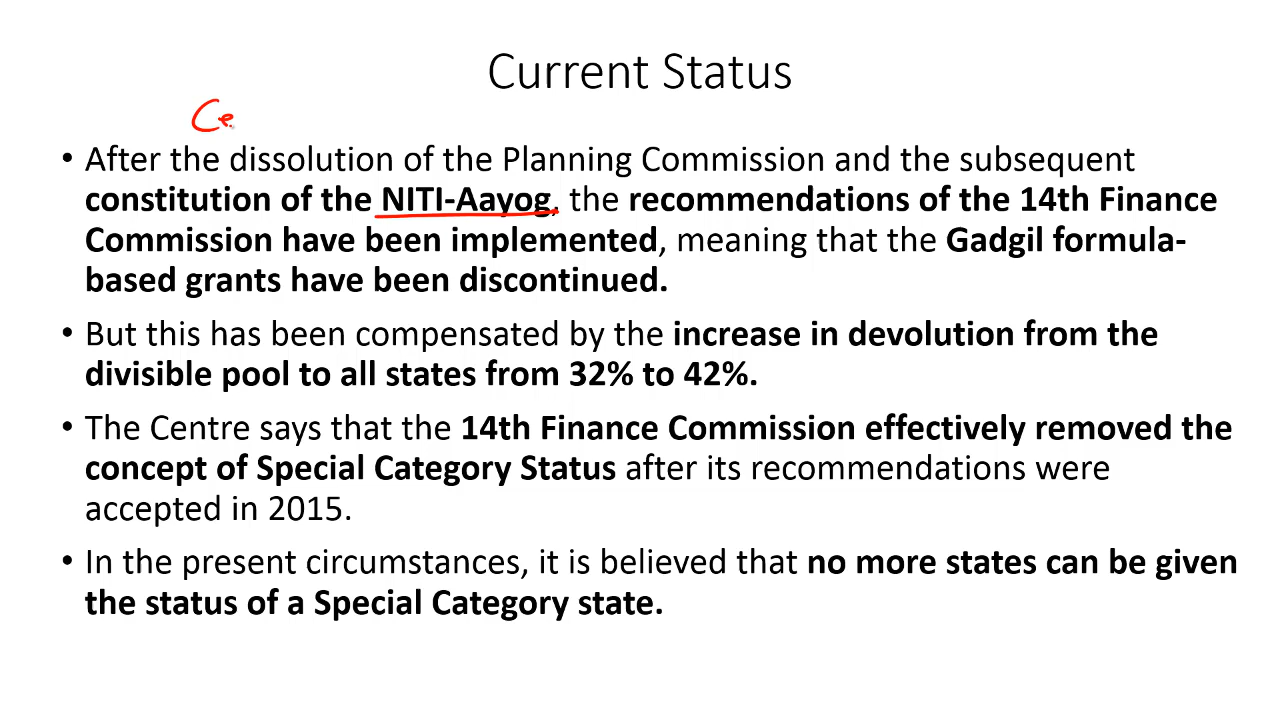 Current Status
Ce
• After the dissolution of the Planning Commission and the subsequent
constitution of the NITI-Aayog, the recommendations of the 14th Finance
Commission have been implemented, meaning that the Gadgil formula-
based grants have been discontinued.
• But this has been compensated by the increase in devolution from the
divisible pool to all states from 32% to 42%.
• The Centre says that the 14th Finance Commission effectively removed the
concept of Special Category Status after its recommendations were
accepted in 2015.
• In the present circumstances, it is believed that no more states can be given
the status of a Special Category state.